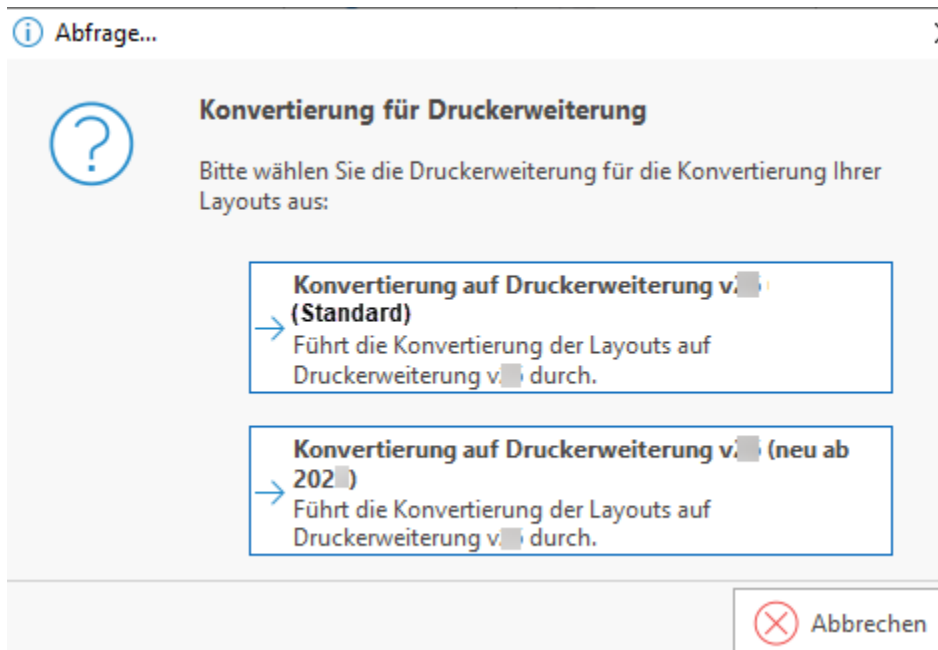 Abfrage...
Konvertierung für Druckerweiterung
Bitte wählen Sie die Druckerweiterung für die Konvertierung Ihrer
Layouts aus:
Konvertierung auf Druckerweiterung
(Standard)
Führt die Konvertierung der Layouts auf
Druckerweiterung durch.
Konvertierung auf Druckerweiterung (neu ab
Führt die Konvertierung der Layouts auf
Druckerweiterung durch.
Abbrechen